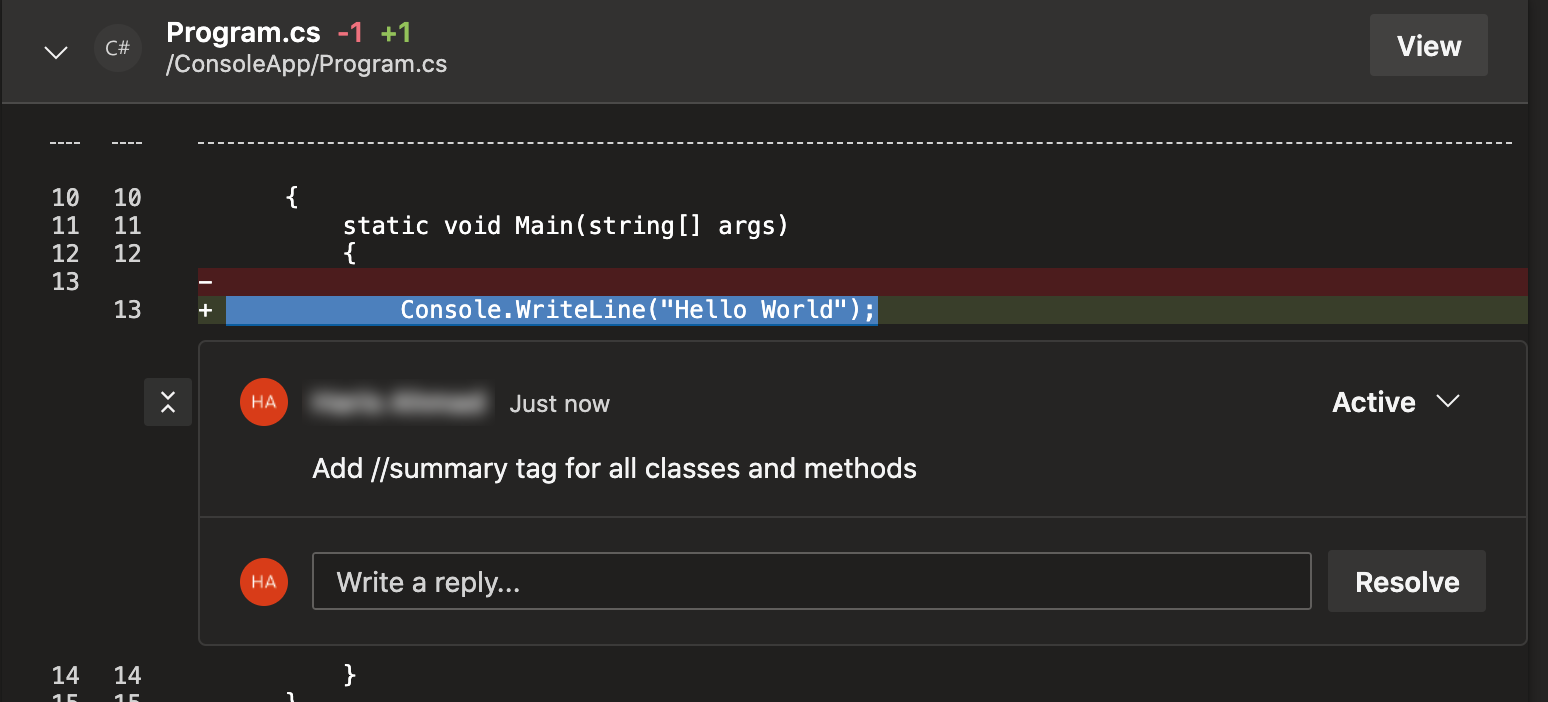 C# Program.cs -1 +1 View
/ConsoleApp/Program.cs
---- ---- --------------------------------------------------------------------------------------------
10 10 {
11 11 static void Main(string[] args)
12 12 {
13 -
13 + Console.WriteLine("Hello World");
HA Just now Active
Add //summary tag for all classes and methods
HA Write a reply... Resolve
14 14 }
15 15 }